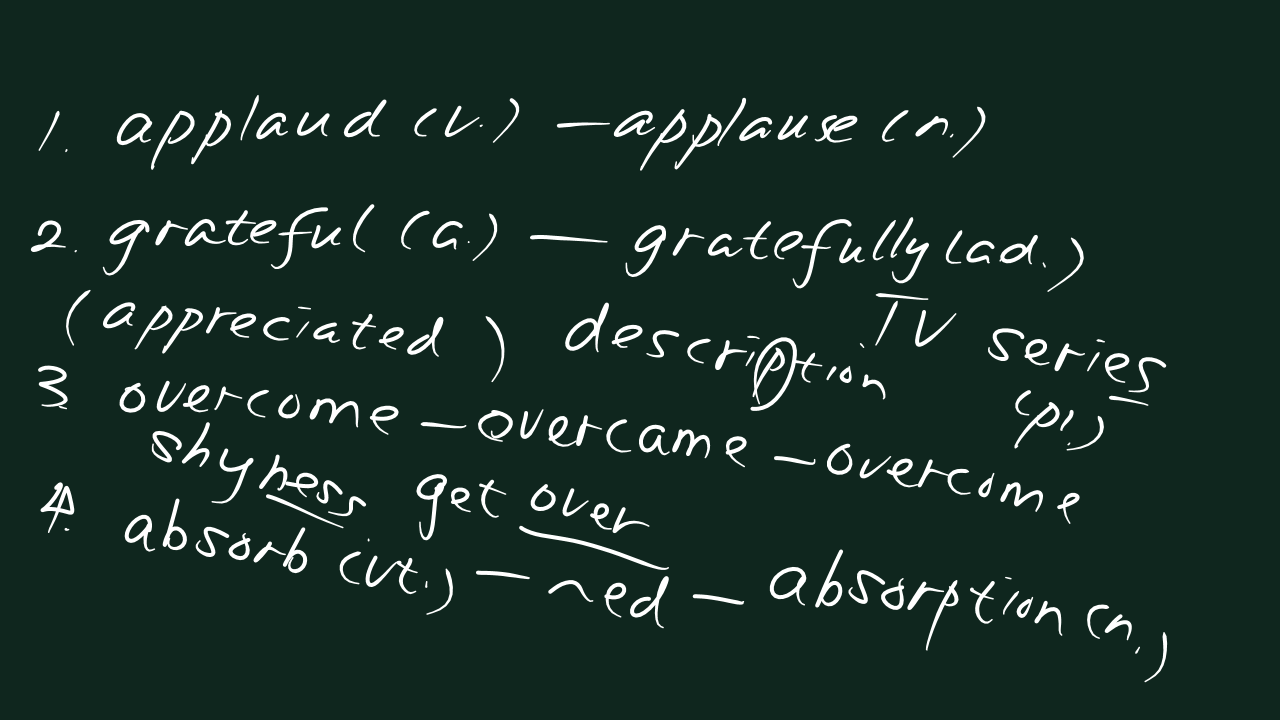 1. applaud (v.) — applause (n.)
2. grateful (a.) — gratefully (ad.)
(appreciated) description TV series
(pl.)
3 overcome — overcame — overcome
shyness get over
4. absorb (vt.) — ~ed — absorption (n.)